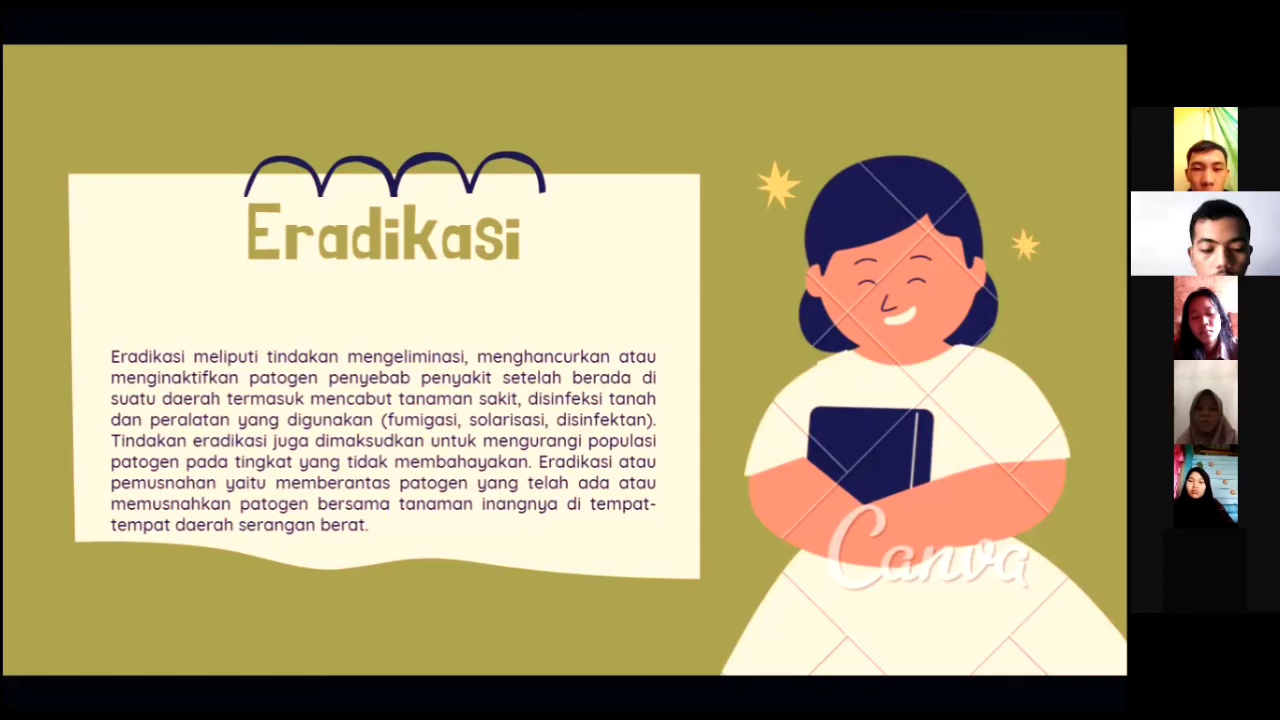 Eradikasi
Eradikasi meliputi tindakan mengeliminasi, menghancurkan atau
menginaktifkan patogen penyebab penyakit setelah berada di
suatu daerah termasuk mencabut tanaman sakit, disinfeksi tanah
dan peralatan yang digunakan (fumigasi, solarisasi, disinfektan).
Tindakan eradikasi juga dimaksudkan untuk mengurangi populasi
patogen pada tingkat yang tidak membahayakan. Eradikasi atau
pemusnahan yaitu memberantas patogen yang telah ada atau
memusnahkan patogen bersama tanaman inangnya di tempat-
tempat daerah serangan berat.
Canva